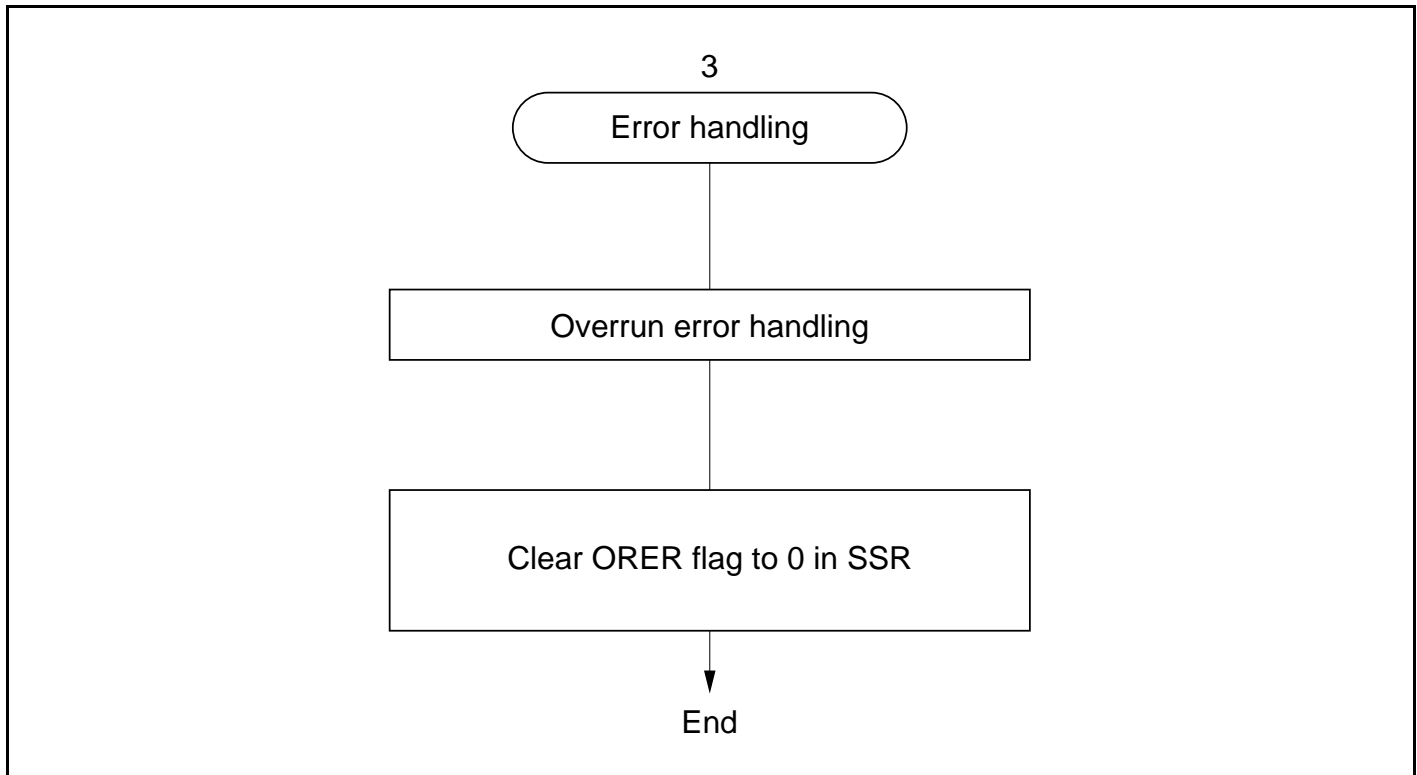 3
Error handling
Overrun error handling
Clear ORER flag to 0 in SSR
End